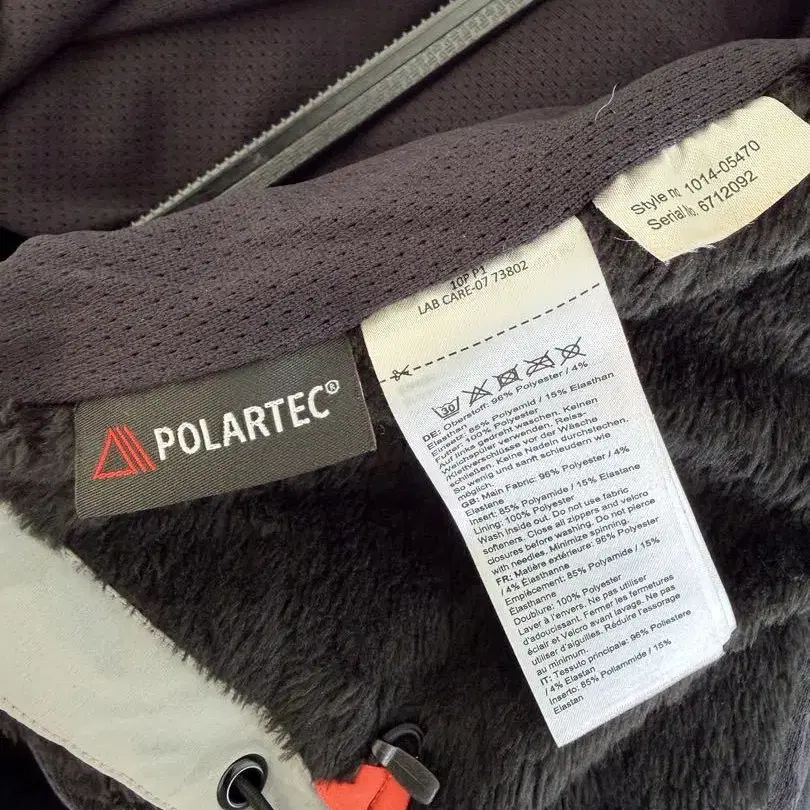 Style nr. 1014-05470
Serial No. 6712092
10P P1
LAB CARE-07 73802
POLARTEC®
30
DE: Oberstoff: 96% Polyester / 4%
Elasthan
Einsatz: 85% Polyamid / 15% Elasthan
Futter: 100% Polyester
Auf links gedreht waschen. Keinen
Weichspüler verwenden. Reiss-
Klettverschlüsse vor der Wäsche
schließen. Keine Nadeln durchstechen.
So wenig und sanft schleudern wie
möglich.
GB: Main Fabric: 96% Polyester / 4%
Elastane
Insert: 85% Polyamide / 15% Elastane
Lining: 100% Polyester
Wash inside out. Do not use fabric
softeners. Close all zippers and velcro
closures before washing. Do not pierce
with needles. Minimize spinning.
FR: Matière extérieure: 96% Polyester
/ 4% Élasthanne
Empiècement: 85% Polyamide / 15%
Élasthanne
Doublure: 100% Polyester
Laver à l'envers. Ne pas utiliser
d'adoucissant. Fermer les fermetures
éclair et Velcro avant lavage. Ne pas
utiliser d'aiguilles. Réduire l'essorage
au minimum.
IT: Tessuto principale: 96% Poliestere
/ 4% Elastan
Inserto: 85% Poliammide / 15%
Elastan